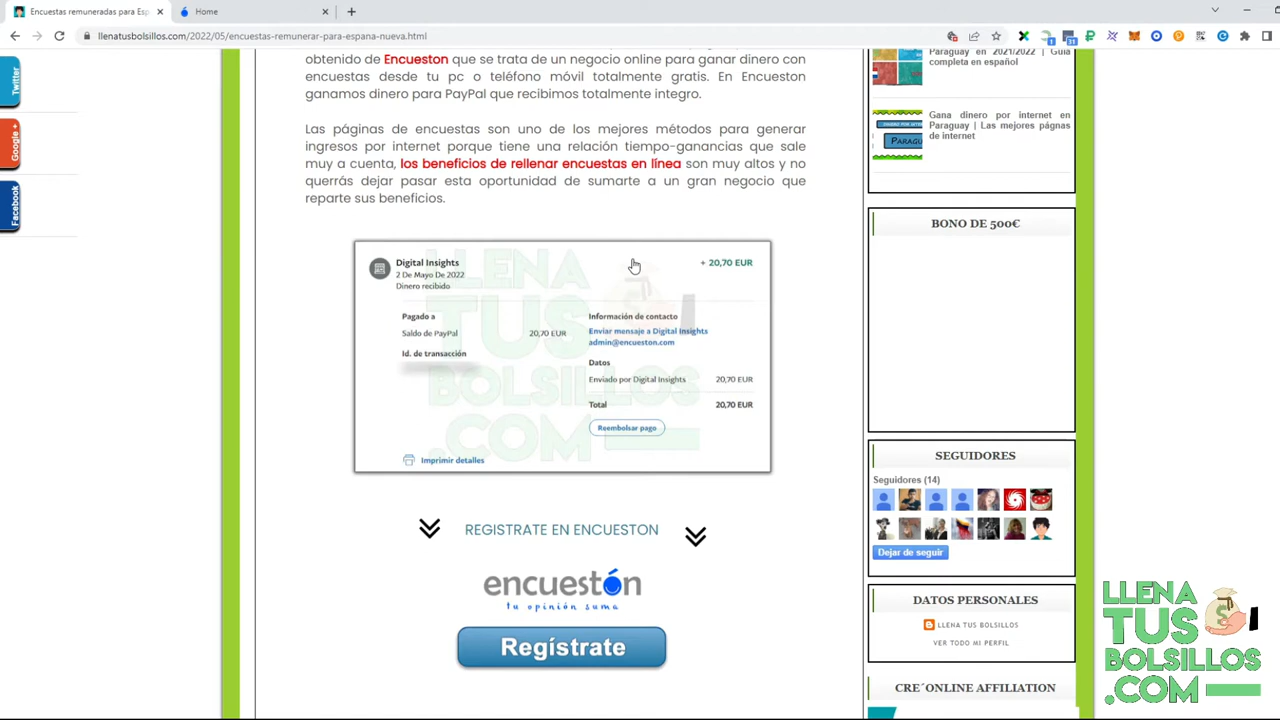 Encuestas remuneradas para Esp
Home
llenatusbolsillos.com/2022/05/encuestas-remunerar-para-espana-nueva.html
31
Twitter
Google +
Facebook
obtenido de Encueston que se trata de un negocio online para ganar dinero con
encuestas desde tu pc o teléfono móvil totalmente gratis. En Encueston
ganamos dinero para PayPal que recibimos totalmente integro.
Las páginas de encuestas son uno de los mejores métodos para generar
ingresos por internet porque tiene una relación tiempo-ganancias que sale
muy a cuenta, los beneficios de rellenar encuestas en línea son muy altos y no
querrás dejar pasar esta oportunidad de sumarte a un gran negocio que
reparte sus beneficios.
LLENA
TUS
BOLSILLOS
.COM
Digital Insights
+ 20,70 EUR
2 De Mayo De 2022
Dinero recibido
Pagado a
Saldo de PayPal 20,70 EUR
Id. de transacción
Información de contacto
Enviar mensaje a Digital Insights
admin@encueston.com
Datos
Enviado por Digital Insights 20,70 EUR
Total 20,70 EUR
Reembolsar pago
Imprimir detalles
REGISTRATE EN ENCUESTON
encuestón
tu opinión suma
Regístrate
Paraguay en 2021/2022 | Guia
completa en español
Gana dinero por internet en
Paraguay | Las mejores págnas
de internet
BONO DE 500€
SEGUIDORES
Seguidores (14)
Dejar de seguir
DATOS PERSONALES
LLENA TUS BOLSILLOS
VER TODO MI PERFIL
CRE´ONLINE AFFILIATION
LLENA
TUS
BOLSILLOS
.COM